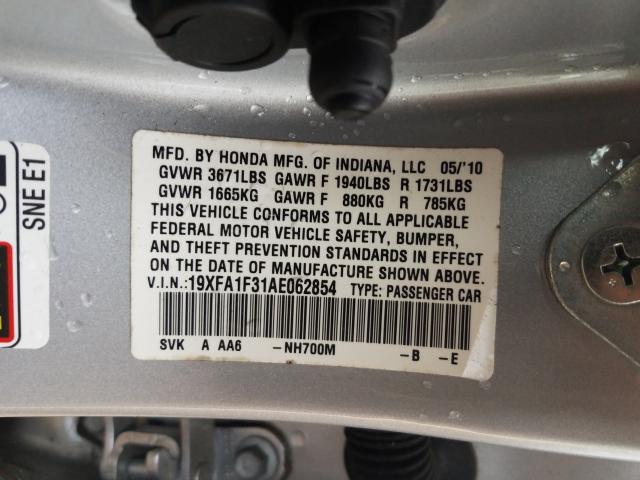 MFD. BY HONDA MFG. OF INDIANA, LLC 05/'10
GVWR 3671LBS GAWR F 1940LBS R 1731LBS
GVWR 1665KG GAWR F 880KG R 785KG
THIS VEHICLE CONFORMS TO ALL APPLICABLE
FEDERAL MOTOR VEHICLE SAFETY, BUMPER,
AND THEFT PREVENTION STANDARDS IN EFFECT
ON THE DATE OF MANUFACTURE SHOWN ABOVE.
V.I.N.:19XFA1F31AE062854 TYPE: PASSENGER CAR
SVK A AA6 -NH700M -B -E
SNE E1